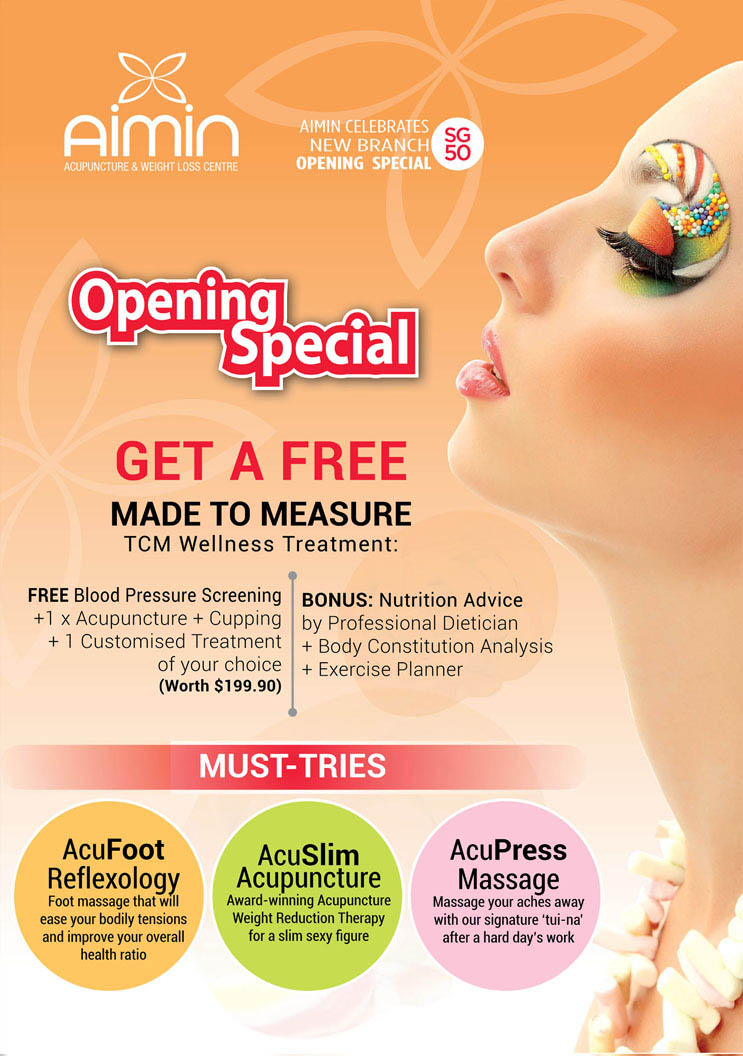 Aimin
ACUPUNCTURE & WEIGHT LOSS CENTRE
AIMIN CELEBRATES
NEW BRANCH
OPENING SPECIAL
SG
50
Opening
Special
GET A FREE
MADE TO MEASURE
TCM Wellness Treatment:
FREE Blood Pressure Screening
+1 x Acupuncture + Cupping
+ 1 Customised Treatment
of your choice
(Worth $199.90)
BONUS: Nutrition Advice
by Professional Dietician
+ Body Constitution Analysis
+ Exercise Planner
MUST-TRIES
AcuFoot
Reflexology
Foot massage that will
ease your bodily tensions
and improve your overall
health ratio
AcuSlim
Acupuncture
Award-winning Acupuncture
Weight Reduction Therapy
for a slim sexy figure
AcuPress
Massage
Massage your aches away
with our signature ‘tui-na’
after a hard day's work